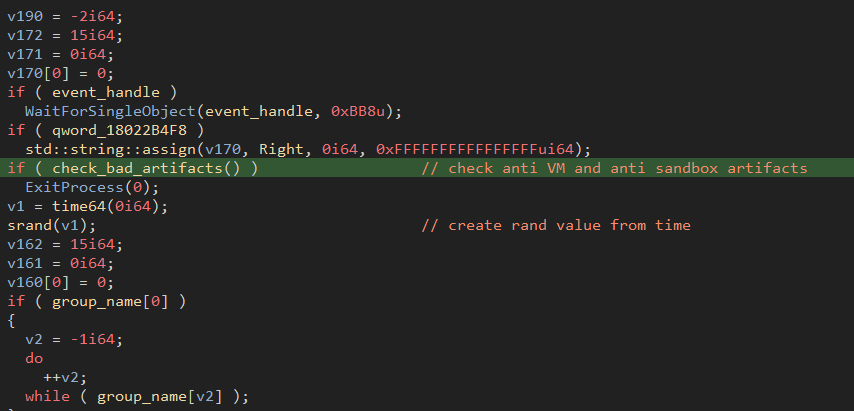 v190 = -2i64;
v172 = 15i64;
v171 = 0i64;
v170[0] = 0;
if ( event_handle )
  WaitForSingleObject(event_handle, 0xBB8u);
if ( qword_18022B4F8 )
  std::string::assign(v170, Right, 0i64, 0xFFFFFFFFFFFFFFFFui64);
if ( check_bad_artifacts() ) // check anti VM and anti sandbox artifacts
  ExitProcess(0);
v1 = time64(0i64);
srand(v1); // create rand value from time
v162 = 15i64;
v161 = 0i64;
v160[0] = 0;
if ( group_name[0] )
{
  v2 = -1i64;
  do
    ++v2;
  while ( group_name[v2] );